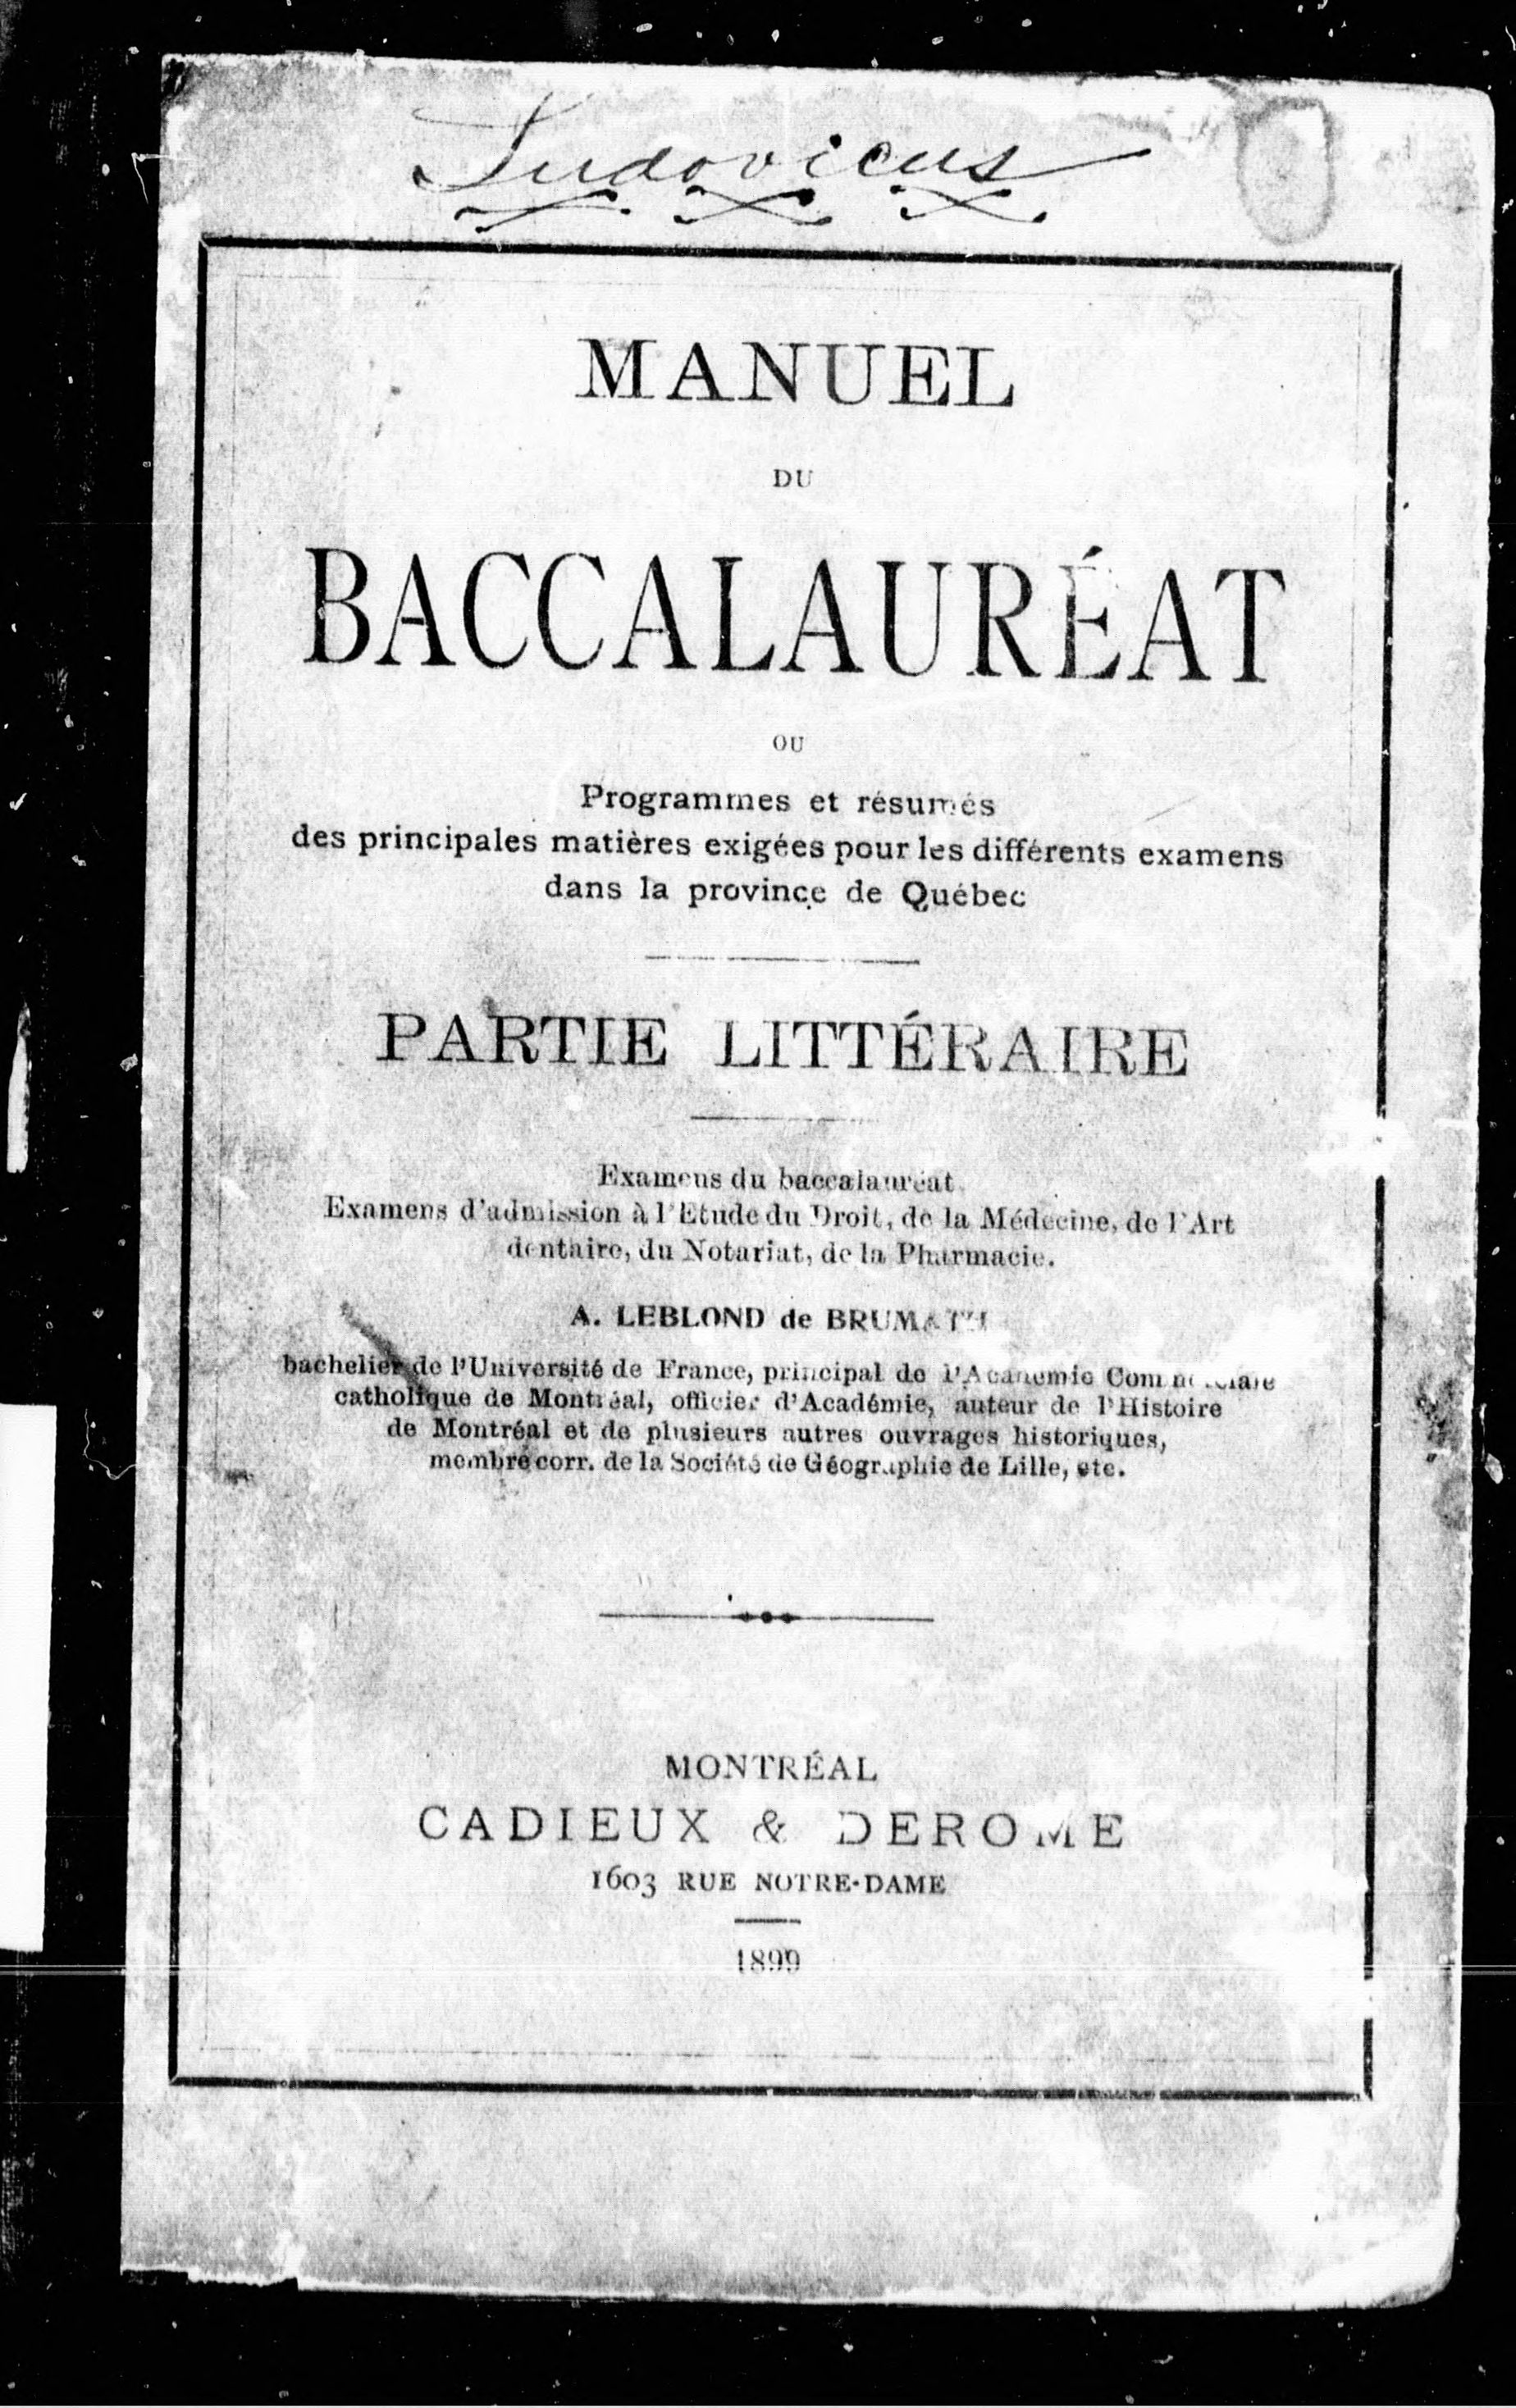 Ludovicus
MANUEL
DU
BACCALAURÉAT
OU
Programmes et résumés
des principales matières exigées pour les différents examens
dans la province de Québec
PARTIE LITTÉRAIRE
Examens du baccalauréat
Examens d'admission à l'Etude du Droit, de la Médecine, de l'Art
dentaire, du Notariat, de la Pharmacie.
A. LEBLOND de BRUMATH
bachelier de l'Université de France, principal de l'Academie Commerciale
catholique de Montréal, officier d'Académie, auteur de l'Histoire
de Montréal et de plusieurs autres ouvrages historiques,
membre corr. de la Société de Géographie de Lille, etc.
MONTRÉAL
CADIEUX & DEROME
1603 RUE NOTRE-DAME
1899